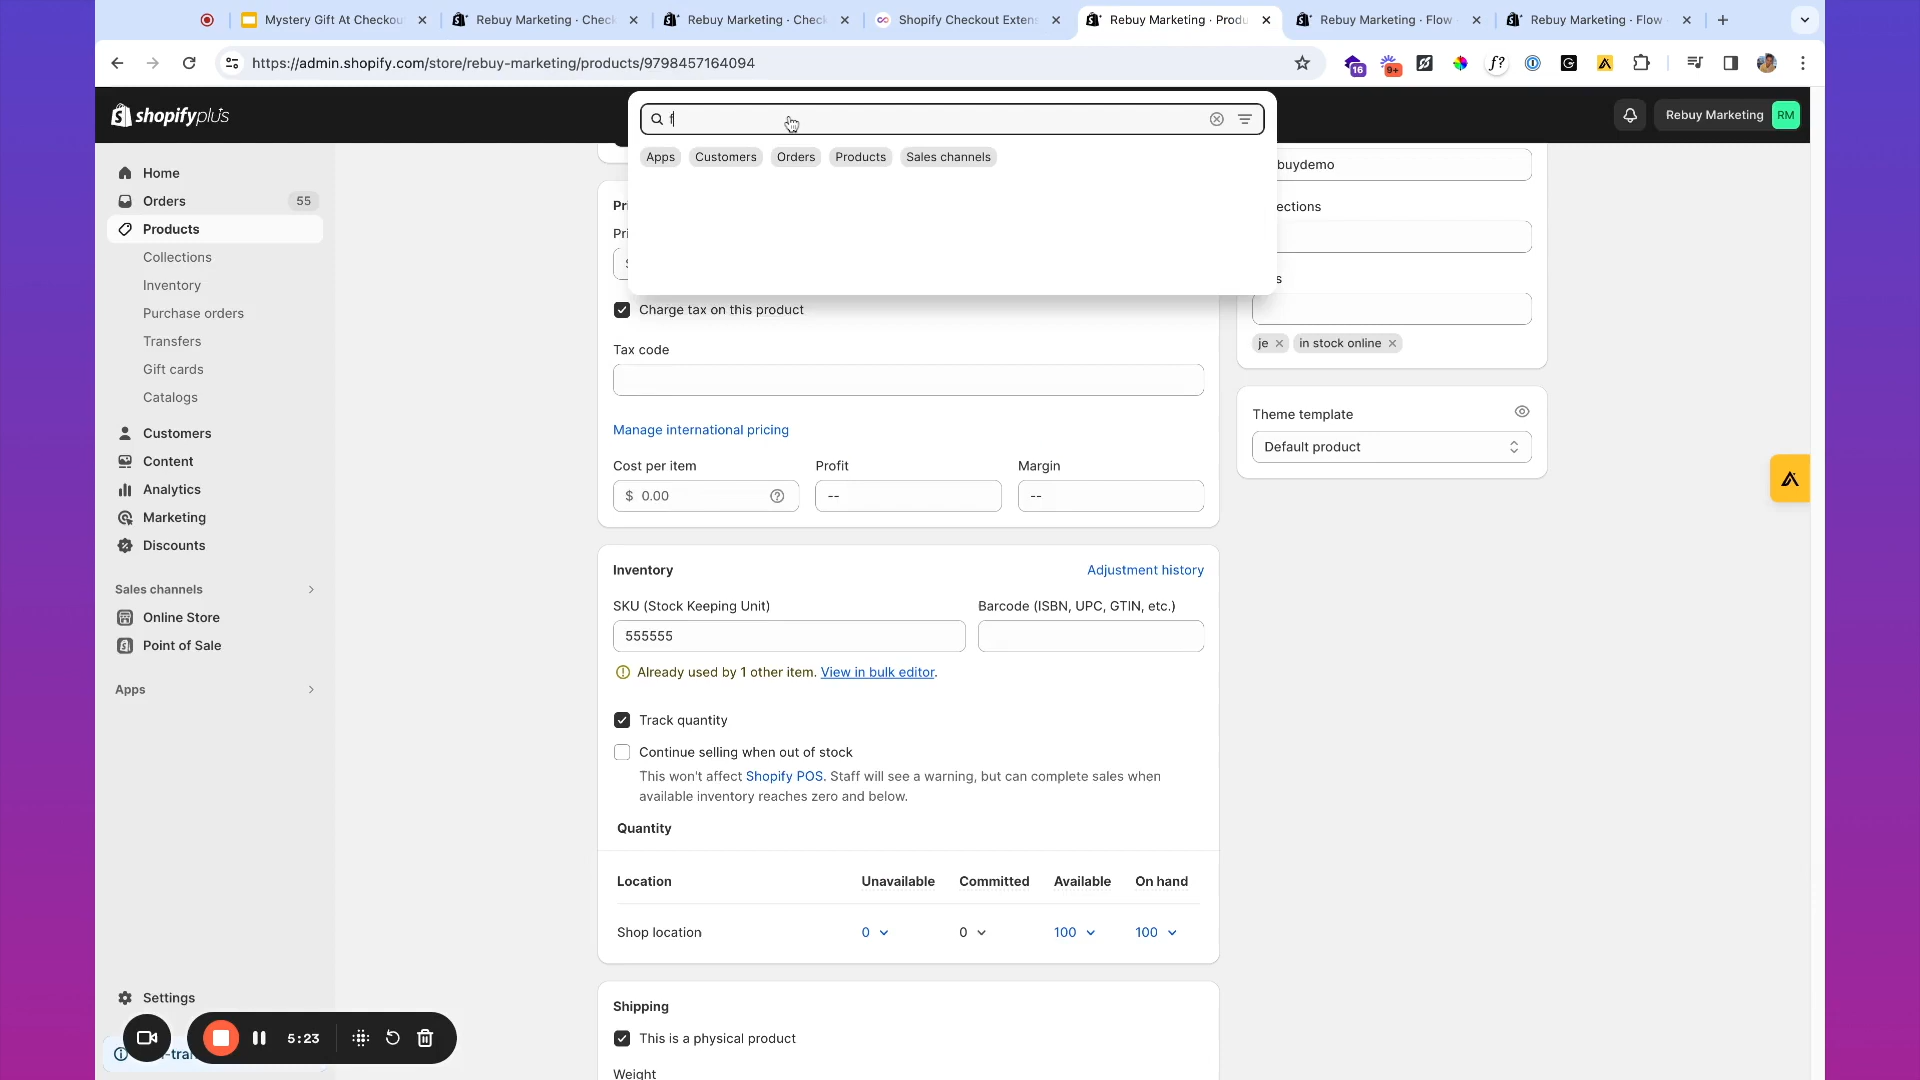 Mystery Gift At Checkou
Rebuy Marketing · Check
Rebuy Marketing · Check
Shopify Checkout Extens
Rebuy Marketing · Produ
Rebuy Marketing · Flow
Rebuy Marketing · Flow
https://admin.shopify.com/store/rebuy-marketing/products/9798457164094
16
9+
f?
shopifyplus
f
Rebuy Marketing RM
Apps Customers Orders Products Sales channels
Home
Orders 55
Products
Collections
Inventory
Purchase orders
Transfers
Gift cards
Catalogs
Customers
Content
Analytics
Marketing
Discounts
Sales channels
Online Store
Point of Sale
Apps
Settings
5:23
Pri
Pri
Charge tax on this product
Tax code
Manage international pricing
Cost per item Profit Margin
$ 0.00 -- --
Inventory Adjustment history
SKU (Stock Keeping Unit) Barcode (ISBN, UPC, GTIN, etc.)
555555
Already used by 1 other item. View in bulk editor.
Track quantity
Continue selling when out of stock
This won't affect Shopify POS. Staff will see a warning, but can complete sales when
available inventory reaches zero and below.
Quantity
Location Unavailable Committed Available On hand
Shop location 0 0 100 100
Shipping
This is a physical product
Weight
buydemo
ections
s
je in stock online
Theme template
Default product